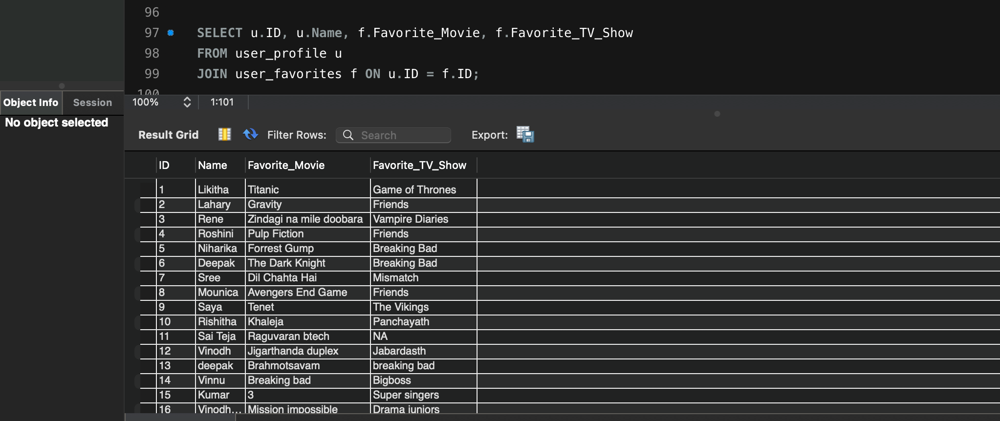 96
97 SELECT u.ID, u.Name, f.Favorite_Movie, f.Favorite_TV_Show
98 FROM user_profile u
99 JOIN user_favorites f ON u.ID = f.ID;
100
Object Info Session 100% 1:101
No object selected
Result Grid Filter Rows: Search Export:
ID Name Favorite_Movie Favorite_TV_Show
1 Likitha Titanic Game of Thrones
2 Lahary Gravity Friends
3 Rene Zindagi na mile doobara Vampire Diaries
4 Roshini Pulp Fiction Friends
5 Niharika Forrest Gump Breaking Bad
6 Deepak The Dark Knight Breaking Bad
7 Sree Dil Chahta Hai Mismatch
8 Mounica Avengers End Game Friends
9 Saya Tenet The Vikings
10 Rishitha Khaleja Panchayath
11 Sai Teja Raguvaran btech NA
12 Vinodh Jigarthanda duplex Jabardasth
13 deepak Brahmotsavam breaking bad
14 Vinnu Breaking bad Bigboss
15 Kumar 3 Super singers
16 Vinodh... Mission impossible Drama juniors